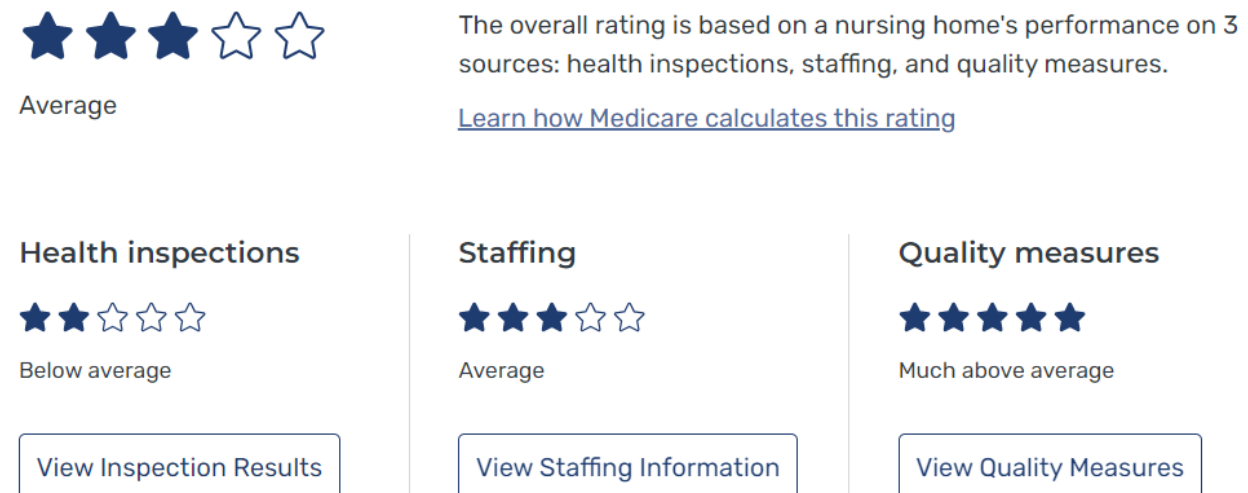 The overall rating is based on a nursing home's performance on 3
sources: health inspections, staffing, and quality measures.
Average
Learn how Medicare calculates this rating
Health inspections
Staffing
Quality measures
Below average
Average
Much above average
View Inspection Results
View Staffing Information
View Quality Measures